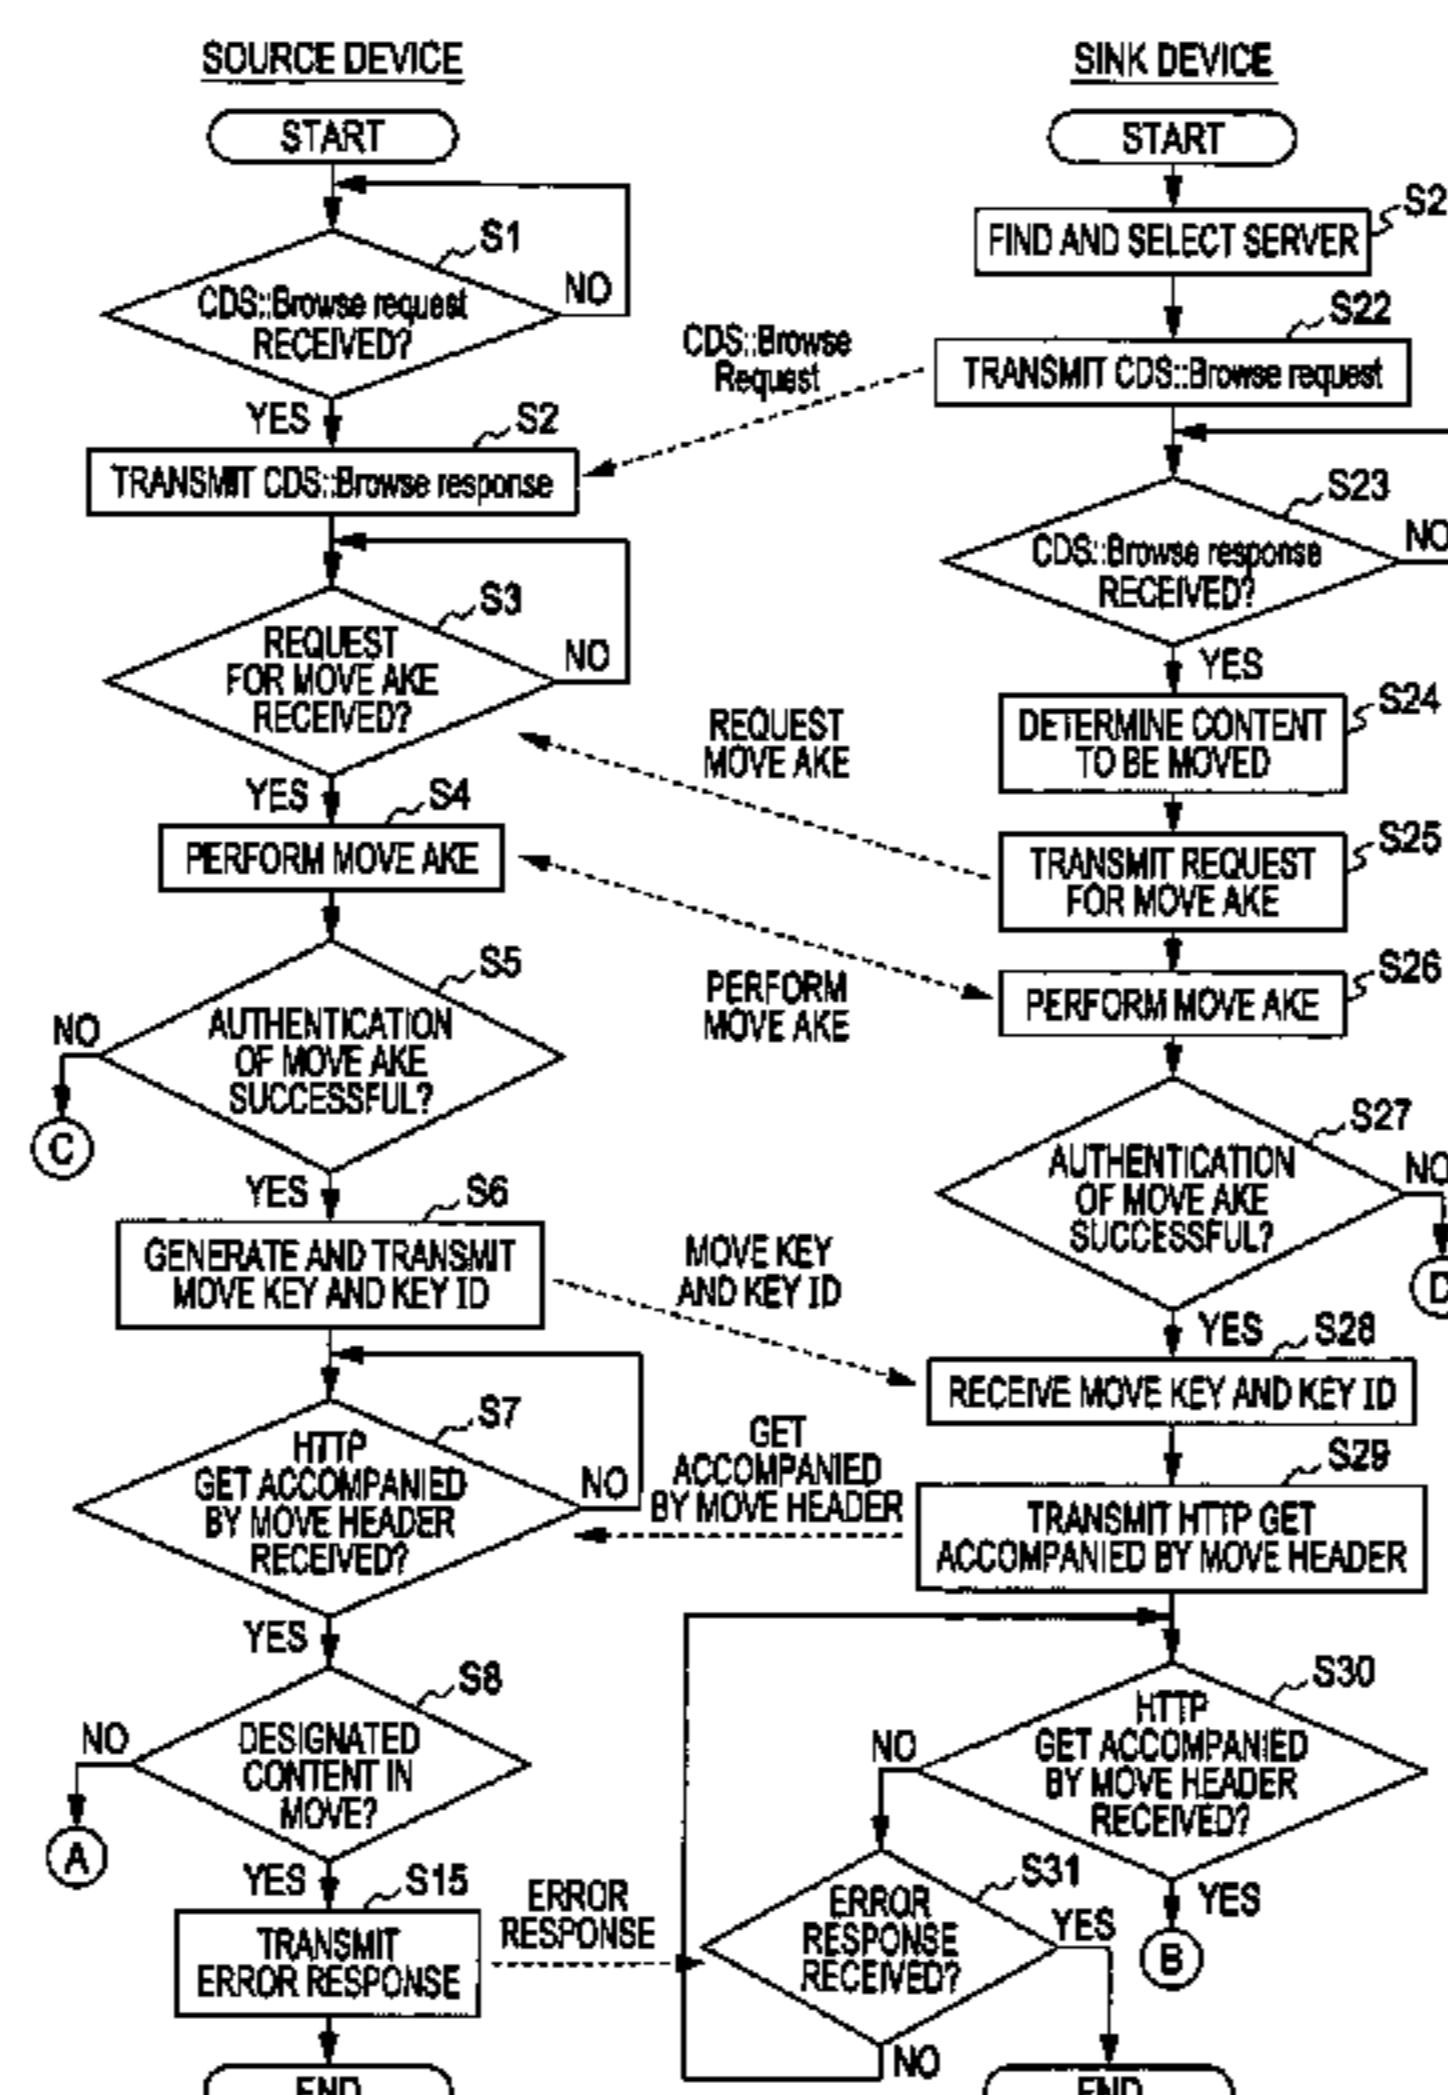 SOURCE DEVICE
START
S1
CDS::Browse request
RECEIVED?
NO
YES
S2
TRANSMIT CDS::Browse response
S3
REQUEST
FOR MOVE AKE
RECEIVED?
NO
YES
S4
PERFORM MOVE AKE
S5
AUTHENTICATION
OF MOVE AKE
SUCCESSFUL?
NO
C
YES
S6
GENERATE AND TRANSMIT
MOVE KEY AND KEY ID
S7
HTTP
GET ACCOMPANIED
BY MOVE HEADER
RECEIVED?
NO
YES
S8
DESIGNATED
CONTENT IN
MOVE?
NO
A
YES
S15
TRANSMIT
ERROR RESPONSE
END
CDS::Browse
Request
REQUEST
MOVE AKE
PERFORM
MOVE AKE
MOVE KEY
AND KEY ID
GET
ACCOMPANIED
BY MOVE HEADER
ERROR
RESPONSE
SINK DEVICE
START
S2
FIND AND SELECT SERVER
S22
TRANSMIT CDS::Browse request
S23
CDS::Browse response
RECEIVED?
NO
YES
S24
DETERMINE CONTENT
TO BE MOVED
S25
TRANSMIT REQUEST
FOR MOVE AKE
S26
PERFORM MOVE AKE
S27
AUTHENTICATION
OF MOVE AKE
SUCCESSFUL?
NO
D
YES
S28
RECEIVE MOVE KEY AND KEY ID
S29
TRANSMIT HTTP GET
ACCOMPANIED BY MOVE HEADER
S30
HTTP
GET ACCOMPANIED
BY MOVE HEADER
RECEIVED?
NO
YES
B
S31
ERROR
RESPONSE
RECEIVED?
YES
NO
END